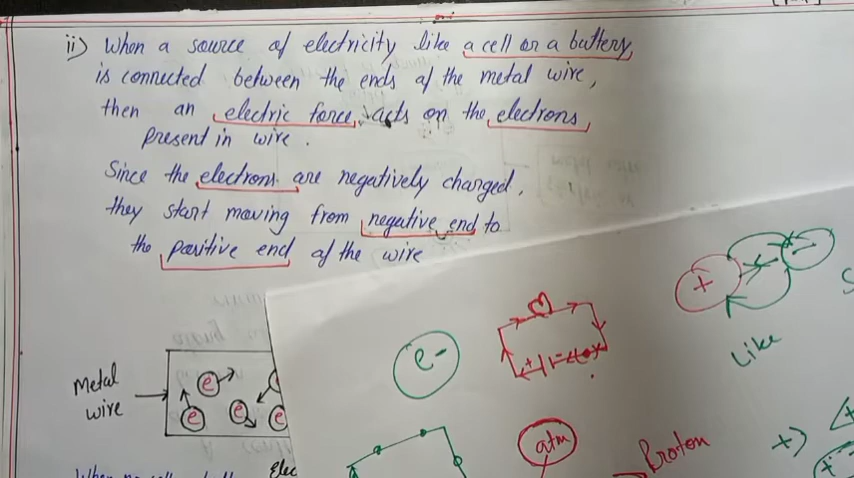 ii) When a source of electricity like a cell or a battery
is connected between the ends of the metal wire,
then an electric force acts on the electrons
present in wire.
Since the electrons are negatively charged,
they start moving from negative end to
the positive end of the wire
Metal
wire
e
e
e
e
Elec
e-
+
-
Like
atm
Broton
+)